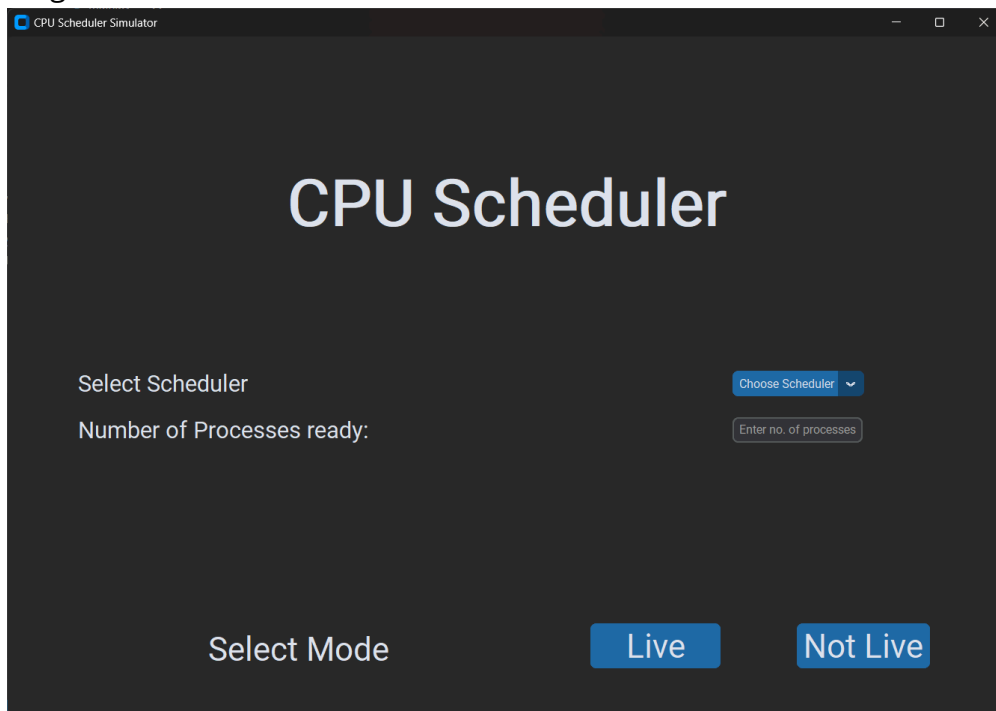 CPU Scheduler Simulator
CPU Scheduler
Select Scheduler
Choose Scheduler
Number of Processes ready:
Enter no. of processes
Select Mode
Live
Not Live